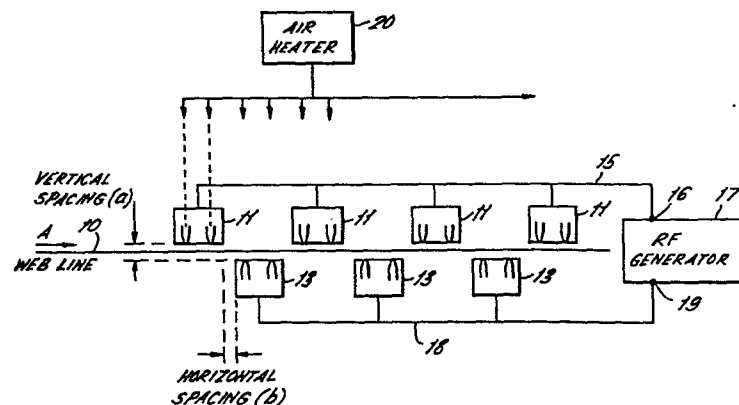 AIR
HEATER
20
VERTICAL
SPACING (a)
A
10
WEB LINE
11
11
11
11
15
16
17
RF
GENERATOR
13
13
13
19
18
HORIZONTAL
SPACING (b)